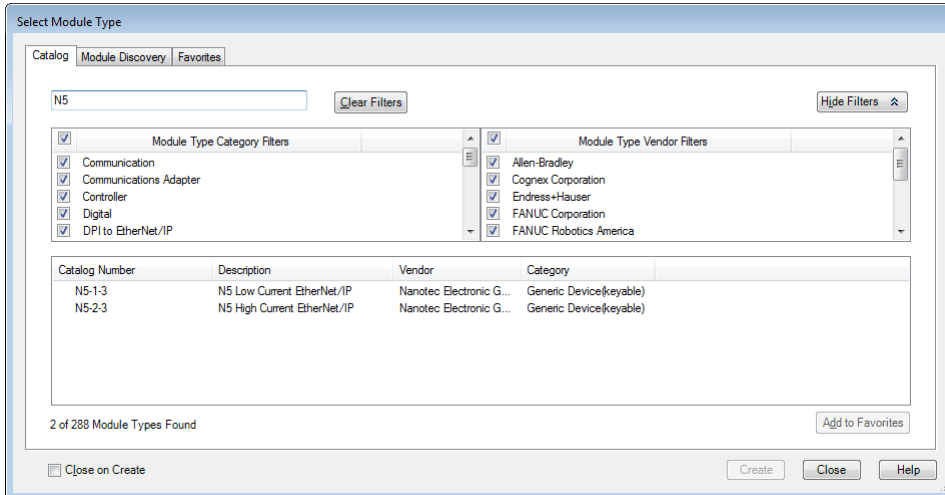 Select Module Type
Catalog Module Discovery Favorites
N5 Clear Filters Hide Filters
Module Type Category Filters Module Type Vendor Filters
Communication Allen-Bradley
Communications Adapter Cognex Corporation
Controller Endress+Hauser
Digital FANUC Corporation
DPI to EtherNet/IP FANUC Robotics America
Catalog Number Description Vendor Category
N5-1-3 N5 Low Current EtherNet/IP Nanotec Electronic G... Generic Device(keyable)
N5-2-3 N5 High Current EtherNet/IP Nanotec Electronic G... Generic Device(keyable)
2 of 288 Module Types Found Add to Favorites
Close on Create Create Close Help